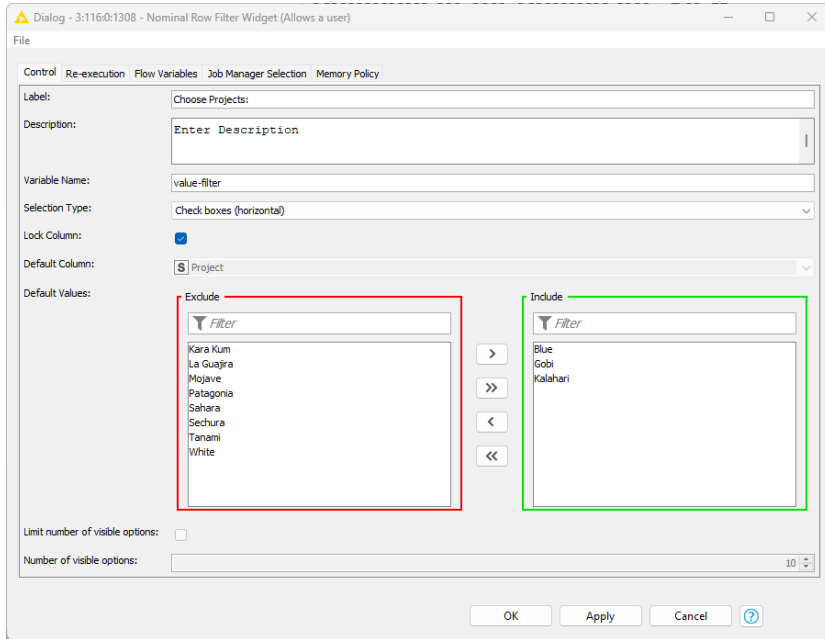 Dialog - 3:116:0:1308 - Nominal Row Filter Widget (Allows a user)
File
Control Re-execution Flow Variables Job Manager Selection Memory Policy
Label: Choose Projects:
Description: Enter Description
Variable Name: value-filter
Selection Type: Check boxes (horizontal)
Lock Column:
Default Column: S Project
Default Values: Exclude Include
Filter Filter
Kara Kum Blue
La Guajira Gobi
Mojave Kalahari
Patagonia
Sahara
Sechura
Tanami
White
> 
>>
<
<<
Limit number of visible options:
Number of visible options: 10
OK Apply Cancel ?